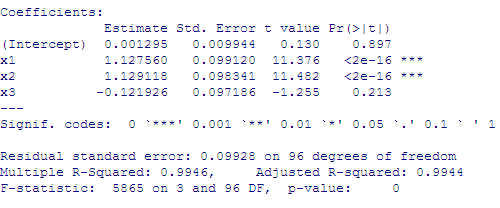 Coefficients:
             Estimate Std. Error t value Pr(>|t|)
(Intercept)  0.001295   0.009944   0.130    0.897
x1           1.127560   0.099120  11.376   <2e-16 ***
x2           1.129118   0.098341  11.482   <2e-16 ***
x3          -0.121926   0.097186  -1.255    0.213
---
Signif. codes:  0 `***' 0.001 `**' 0.01 `*' 0.05 `.' 0.1 ` ' 1
Residual standard error: 0.09928 on 96 degrees of freedom
Multiple R-Squared: 0.9946,     Adjusted R-squared: 0.9944
F-statistic:  5865 on 3 and 96 DF,  p-value:     0